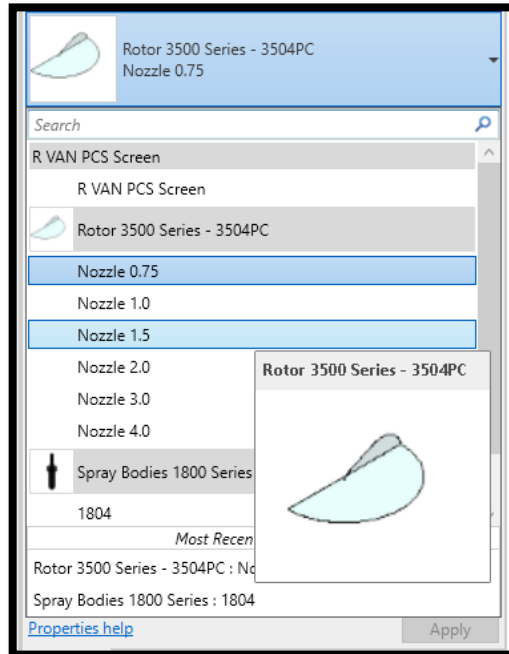 Rotor 3500 Series - 3504PC
Nozzle 0.75
Search
R VAN PCS Screen
R VAN PCS Screen
Rotor 3500 Series - 3504PC
Nozzle 0.75
Nozzle 1.0
Nozzle 1.5
Nozzle 2.0
Nozzle 3.0
Nozzle 4.0
Rotor 3500 Series - 3504PC
Spray Bodies 1800 Series
1804
Most Recen
Rotor 3500 Series - 3504PC : No
Spray Bodies 1800 Series : 1804
Properties help
Apply